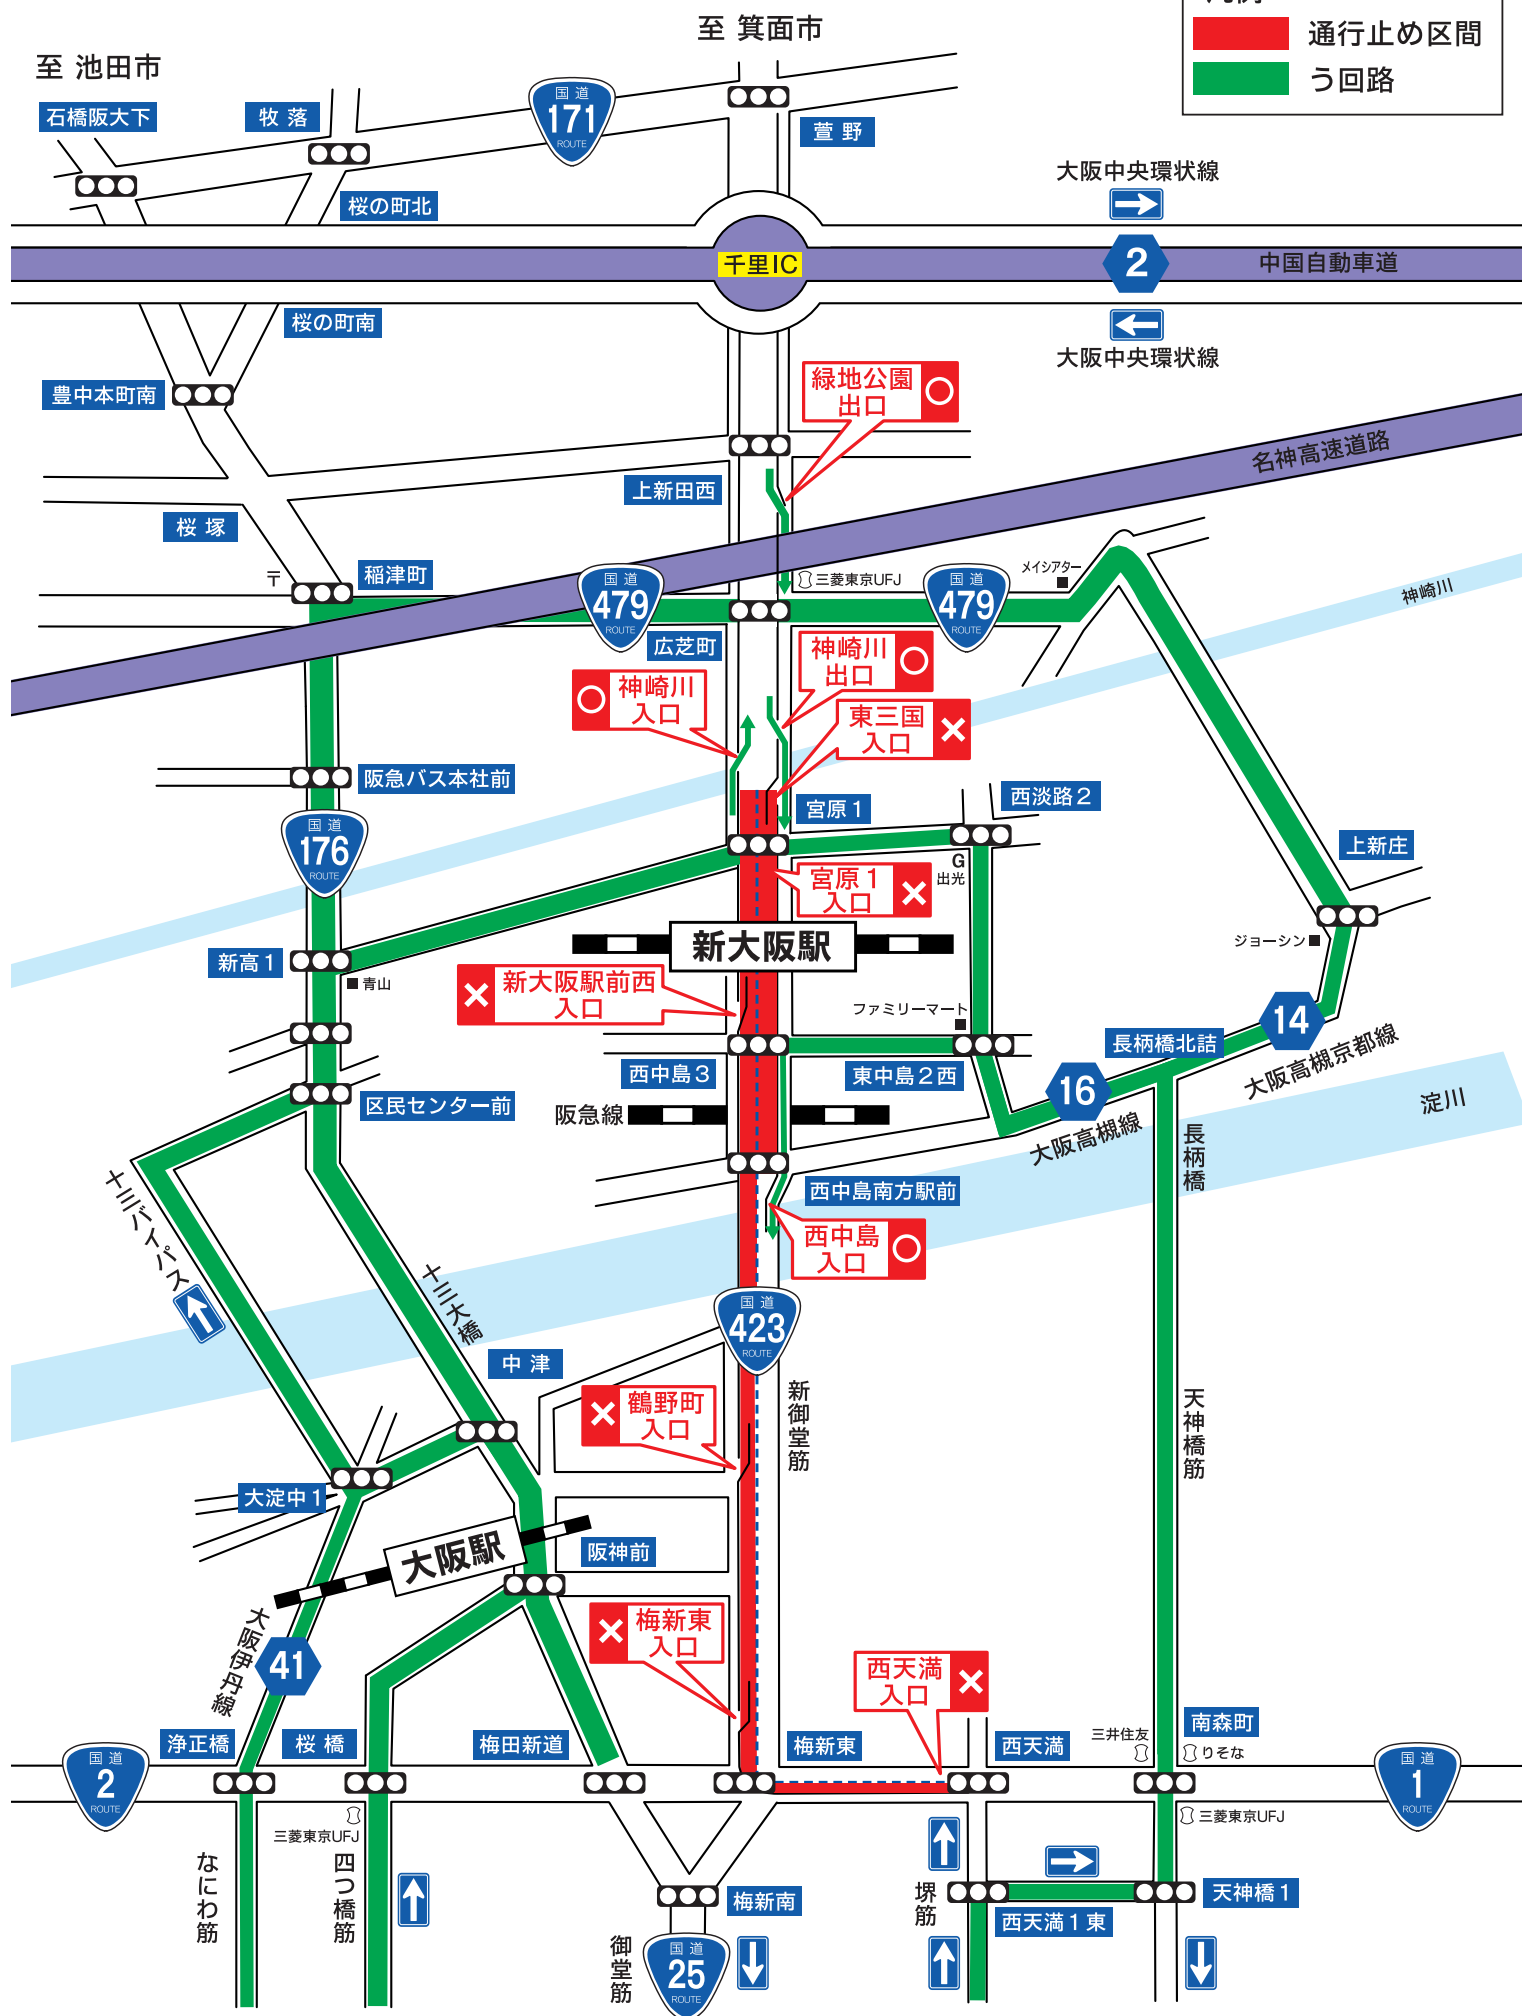 通行止め区間
う回路
至 箕面市
至 池田市
石橋阪大下
牧 落
国 道
171
ROUTE
萱 野
桜の町北
大阪中央環状線
2
千里IC
中国自動車道
桜の町南
大阪中央環状線
豊中本町南
緑地公園
出口
名神高速道路
上新田西
桜 塚
〒
稲津町
三菱東京UFJ
メイシアター
国 道
479
ROUTE
国 道
479
ROUTE
神崎川
広芝町
神崎川
出口
神崎川
入口
東三国
入口
阪急バス本社前
宮原1
西淡路2
国 道
176
ROUTE
上新庄
G
出光
宮原1
入口
ジョーシン
新大阪駅
新高1
青山
新大阪駅前西
入口
ファミリーマート
14
大阪高槻京都線
長柄橋北詰
西中島3
東中島2西
16
大阪高槻線
区民センター前
阪急線
淀川
長柄橋
十三バイパス
西中島南方駅前
西中島
入口
十三大橋
国 道
423
ROUTE
中 津
新御堂筋
鶴野町
入口
天神橋筋
大淀中1
大阪駅
阪神前
大阪伊丹線
41
梅新東
入口
西天満
入口
浄正橋
桜 橋
梅田新道
梅新東
西天満
三井住友
南森町
りそな
国 道
2
ROUTE
国 道
1
ROUTE
三菱東京UFJ
三菱東京UFJ
なにわ筋
四つ橋筋
梅新南
堺筋
天神橋1
西天満1東
御堂筋
国 道
25
ROUTE